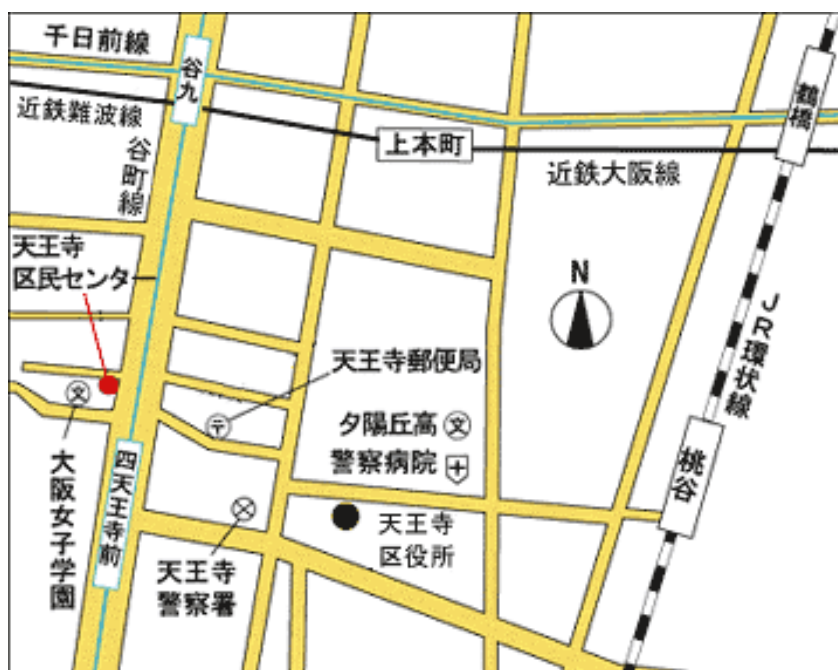 千日前線
谷九
近鉄難波線
谷町線
上本町
近鉄大阪線
鶴橋
天王寺
区民センタ
N
JR環状線
天王寺郵便局
〒
文
夕陽丘高
文
警察病院
桃谷
大阪女子学園
四天王寺前
天王寺
警察署
天王寺
区役所